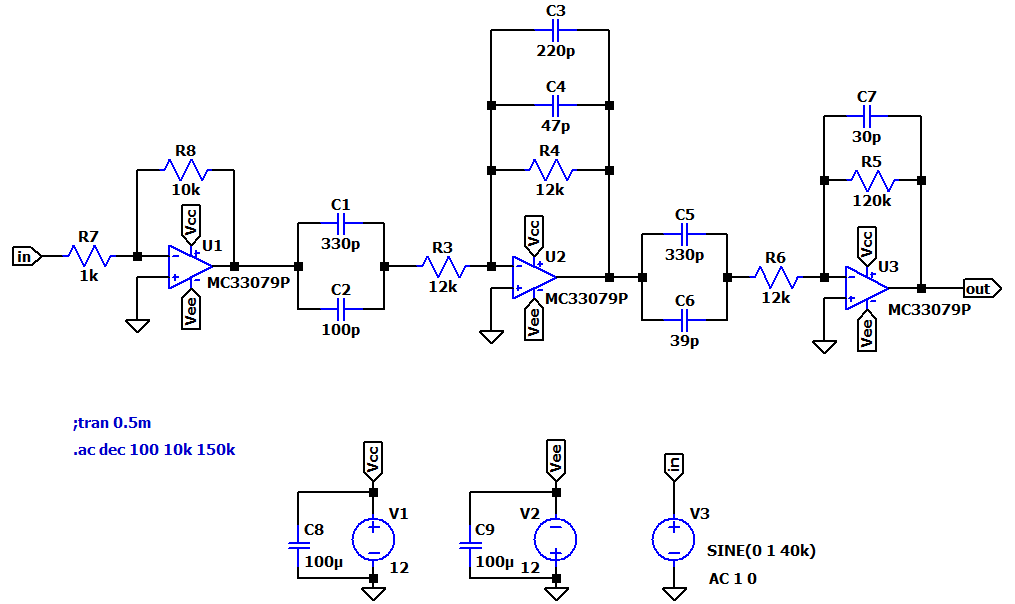 C3
220p
C4
47p
C7
30p
R8
10k
R4
12k
R5
120k
C1
330p
C5
330p
Vcc
Vcc
Vcc
R7
1k
in
U1
MC33079P
Vee
R3
12k
C2
100p
U2
MC33079P
Vee
R6
12k
C6
39p
U3
MC33079P
Vee
out
;tran 0.5m
.ac dec 100 10k 150k
Vcc
Vee
in
C8
100µ
V1
12
C9
100µ
V2
12
V3
SINE(0 1 40k)
AC 1 0